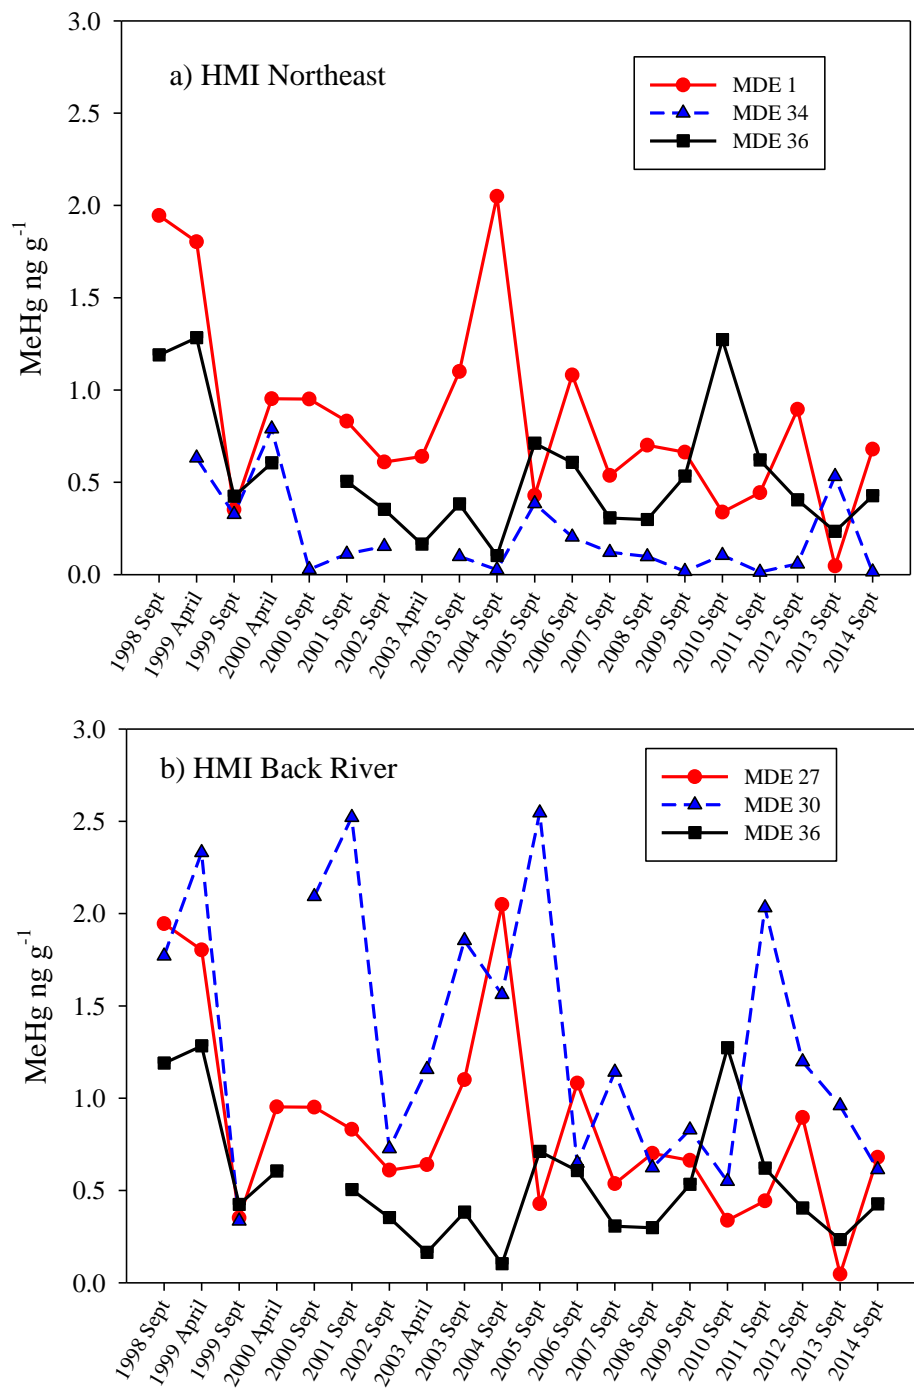 3.0
a) HMI Northeast
MDE 1
MDE 34
MDE 36
2.5
2.0
1.5
1.0
0.5
0.0
MeHg ng g-1
1998 Sept
1999 April
1999 Sept
2000 April
2000 Sept
2001 Sept
2002 Sept
2003 April
2003 Sept
2004 Sept
2005 Sept
2006 Sept
2007 Sept
2008 Sept
2009 Sept
2010 Sept
2011 Sept
2012 Sept
2013 Sept
2014 Sept
3.0
b) HMI Back River
MDE 27
MDE 30
MDE 36
2.5
2.0
1.5
1.0
0.5
0.0
MeHg ng g-1
1998 Sept
1999 April
1999 Sept
2000 April
2000 Sept
2001 Sept
2002 Sept
2003 April
2003 Sept
2004 Sept
2005 Sept
2006 Sept
2007 Sept
2008 Sept
2009 Sept
2010 Sept
2011 Sept
2012 Sept
2013 Sept
2014 Sept